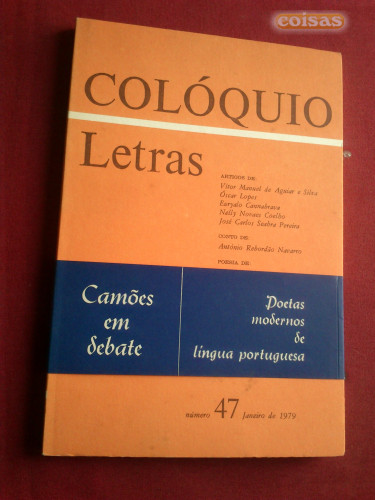 coisas
COLÓQUIO
Letras
ARTIGOS DE:
Vítor Manuel de Aguiar e Silva
Óscar Lopes
Euryalo Cannabrava
Nelly Novaes Coelho
José Carlos Seabra Pereira
CONTO DE:
António Rebordão Navarro
POESIA DE:
Camões
em
debate
Poetas
modernos
de
língua portuguesa
número 47 janeiro de 1979